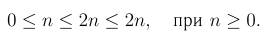 0 ≤ n ≤ 2n ≤ 2n, при n ≥ 0.